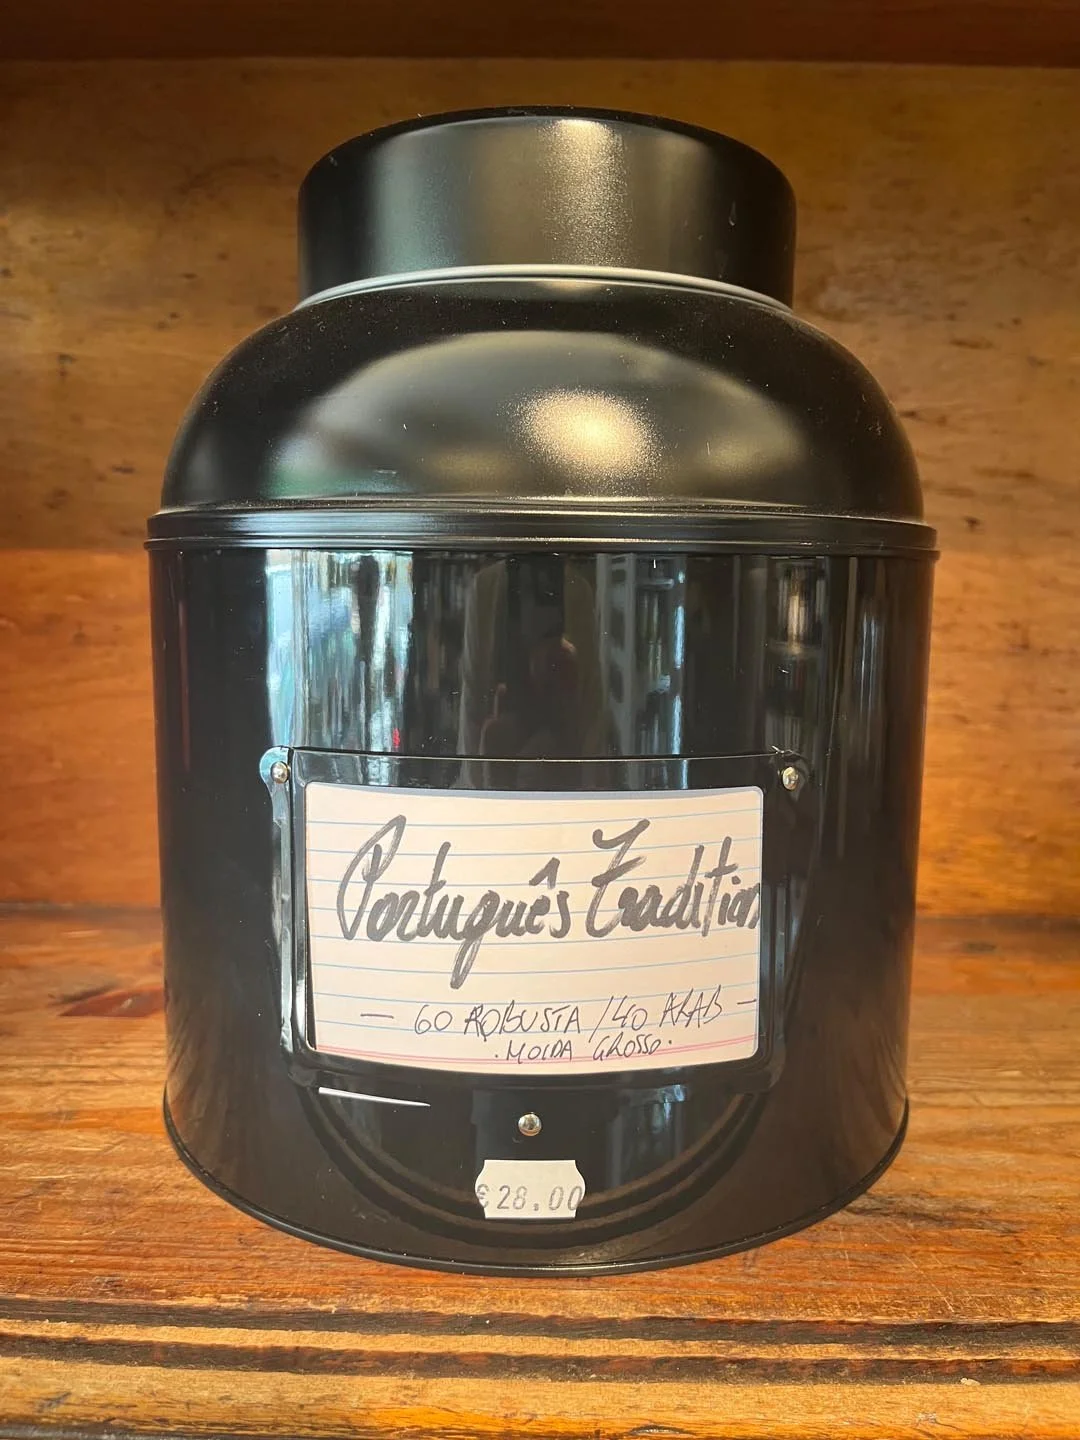 Português Tradition
— 60 ROBUSTA / 40 ARAB —
. MOIDA GROSSO .
€28.00